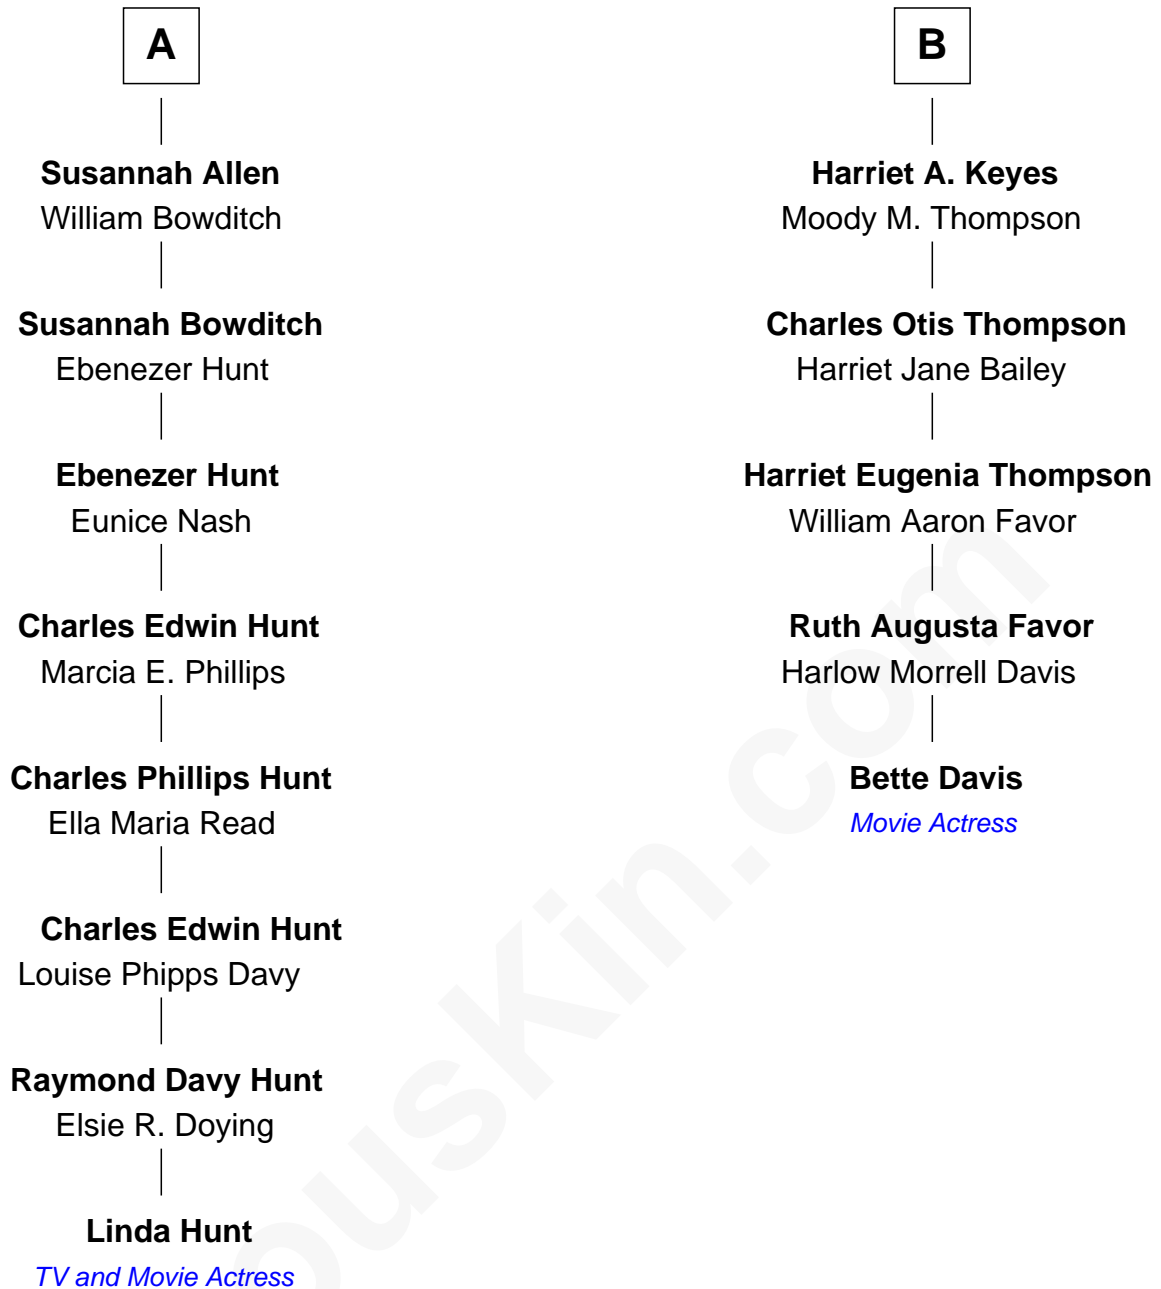 A
Susannah Allen
William Bowditch
Susannah Bowditch
Ebenezer Hunt
Ebenezer Hunt
Eunice Nash
Charles Edwin Hunt
Marcia E. Phillips
Charles Phillips Hunt
Ella Maria Read
Charles Edwin Hunt
Louise Phipps Davy
Raymond Davy Hunt
Elsie R. Doying
Linda Hunt
TV and Movie Actress
B
Harriet A. Keyes
Moody M. Thompson
Charles Otis Thompson
Harriet Jane Bailey
Harriet Eugenia Thompson
William Aaron Favor
Ruth Augusta Favor
Harlow Morrell Davis
Bette Davis
Movie Actress
ousKin.com